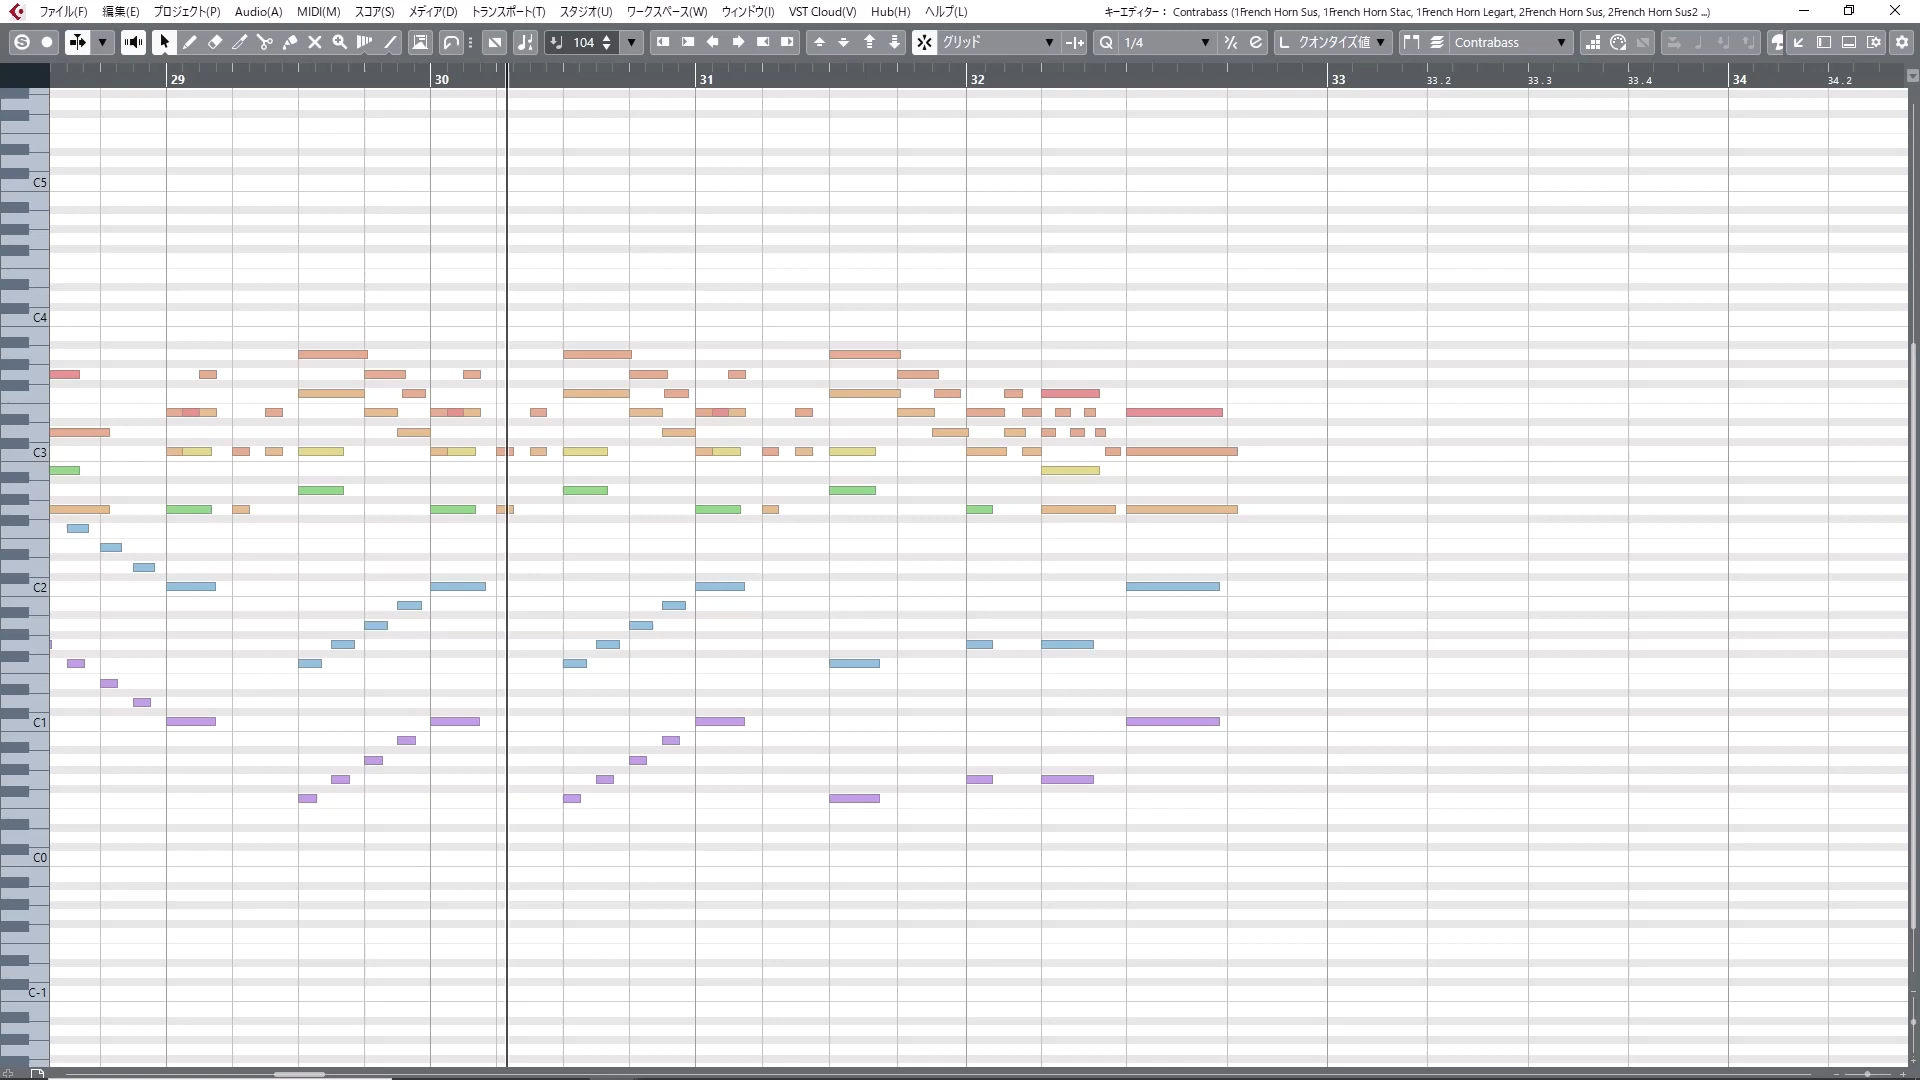 ファイル(F) 編集(E) プロジェクト(P) Audio(A) MIDI(M) スコア(S) メディア(D) トランスポート(T) スタジオ(U) ワークスペース(W) ウィンドウ(I) VST Cloud(V) Hub(H) ヘルプ(L) キーエディター： Contrabass (1French Horn Sus, 1French Horn Stac, 1French Horn Legart, 2French Horn Sus, 2French Horn Sus2 ...)
104 グリッド 1/4 クオンタイズ値 Contrabass
29 30 31 32 33 33.2 33.3 33.4 34 34.2
C5
C4
C3
C2
C1
C0
C-1